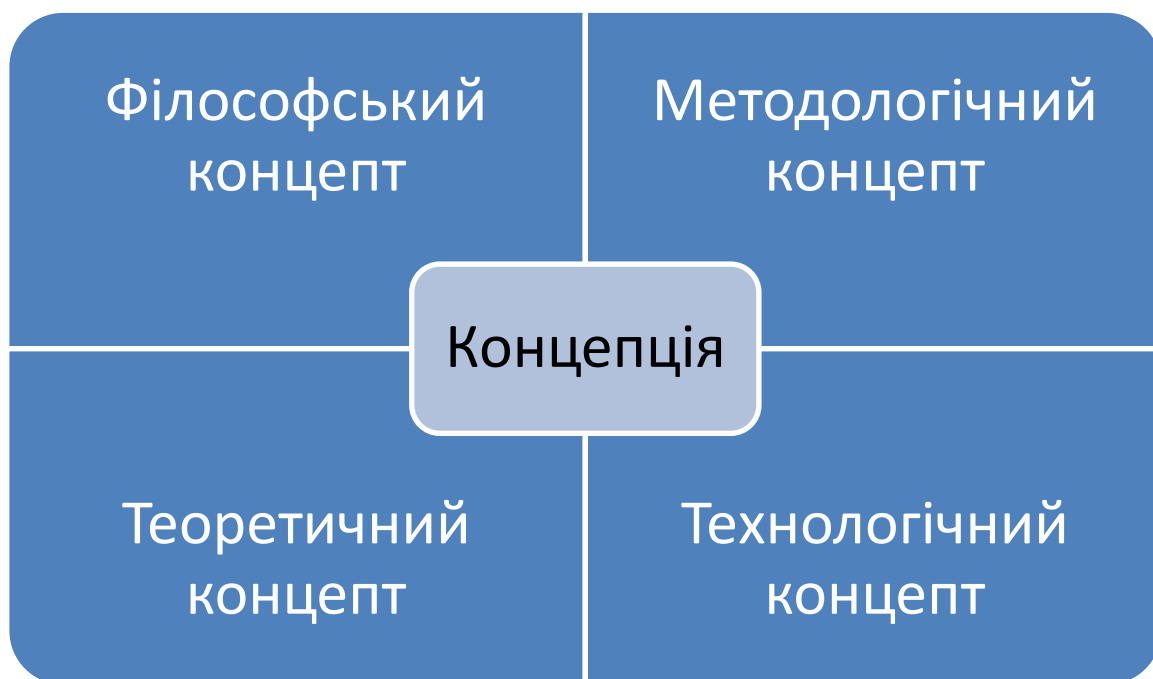 Філософський
концепт
Методологічний
концепт
Концепція
Теоретичний
концепт
Технологічний
концепт